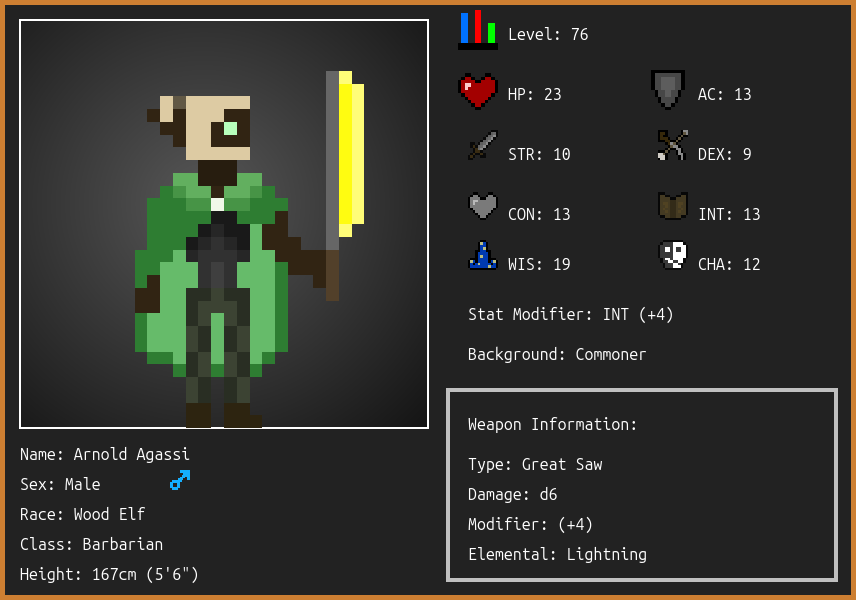 Level: 76
HP: 23
AC: 13
STR: 10
DEX: 9
CON: 13
INT: 13
WIS: 19
CHA: 12
Stat Modifier: INT (+4)
Background: Commoner
Weapon Information:
Type: Great Saw
Damage: d6
Modifier: (+4)
Elemental: Lightning
Name: Arnold Agassi
Sex: Male
Race: Wood Elf
Class: Barbarian
Height: 167cm (5'6")